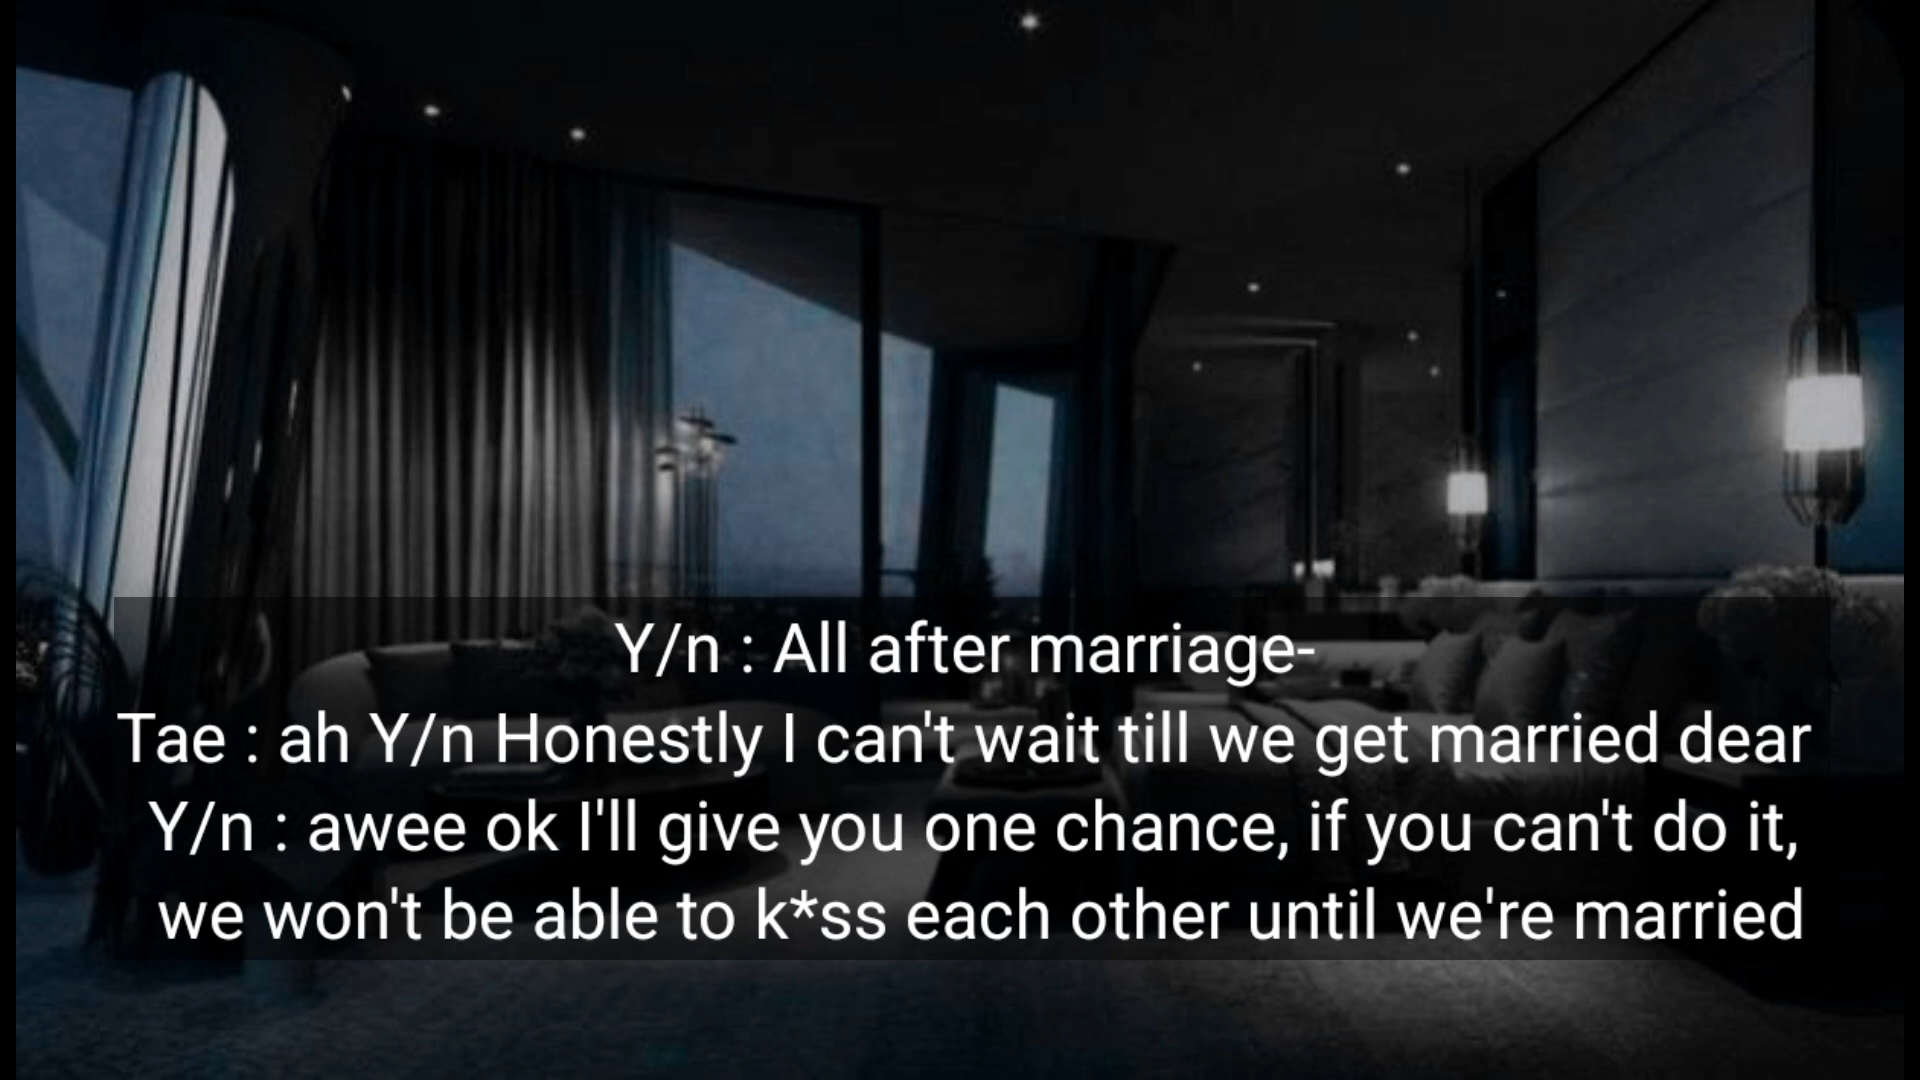 Y/n : All after marriage-
Tae : ah Y/n Honestly I can't wait till we get married dear
Y/n : awee ok I'll give you one chance, if you can't do it,
we won't be able to k*ss each other until we're married